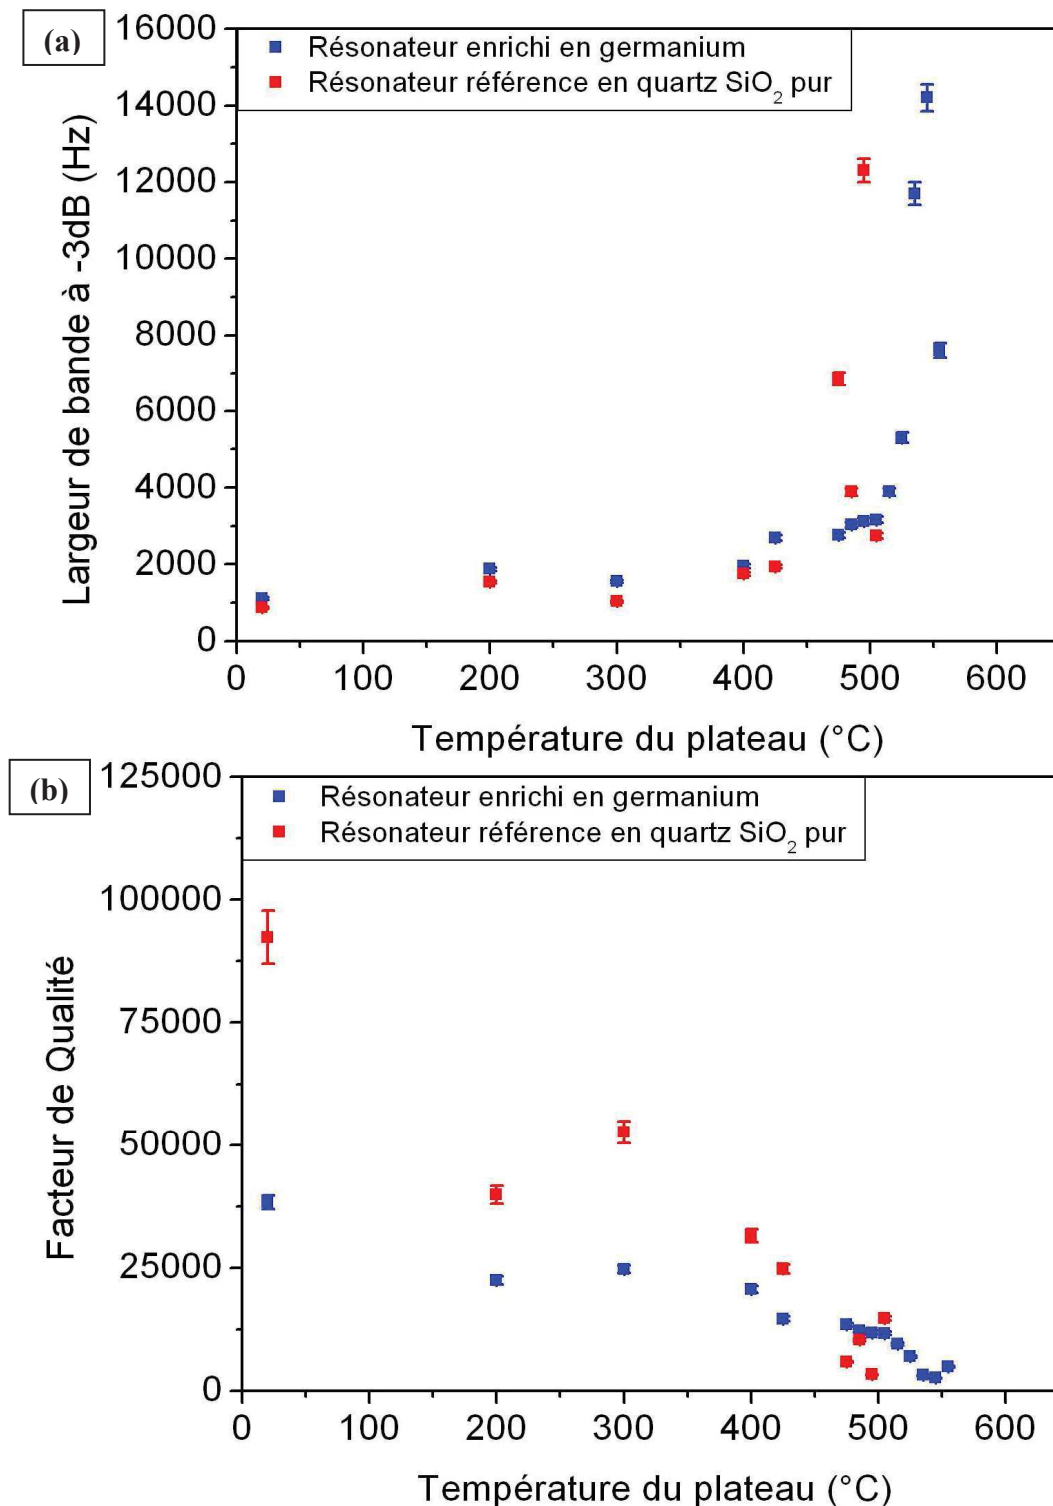 (a)
16000
Résonateur enrichi en germanium
Résonateur référence en quartz SiO₂ pur
14000
12000
10000
8000
6000
4000
2000
0
Largeur de bande à -3dB (Hz)
0 100 200 300 400 500 600
Température du plateau (°C)
(b)
125000
Résonateur enrichi en germanium
Résonateur référence en quartz SiO₂ pur
100000
75000
50000
25000
0
Facteur de Qualité
0 100 200 300 400 500 600
Température du plateau (°C)